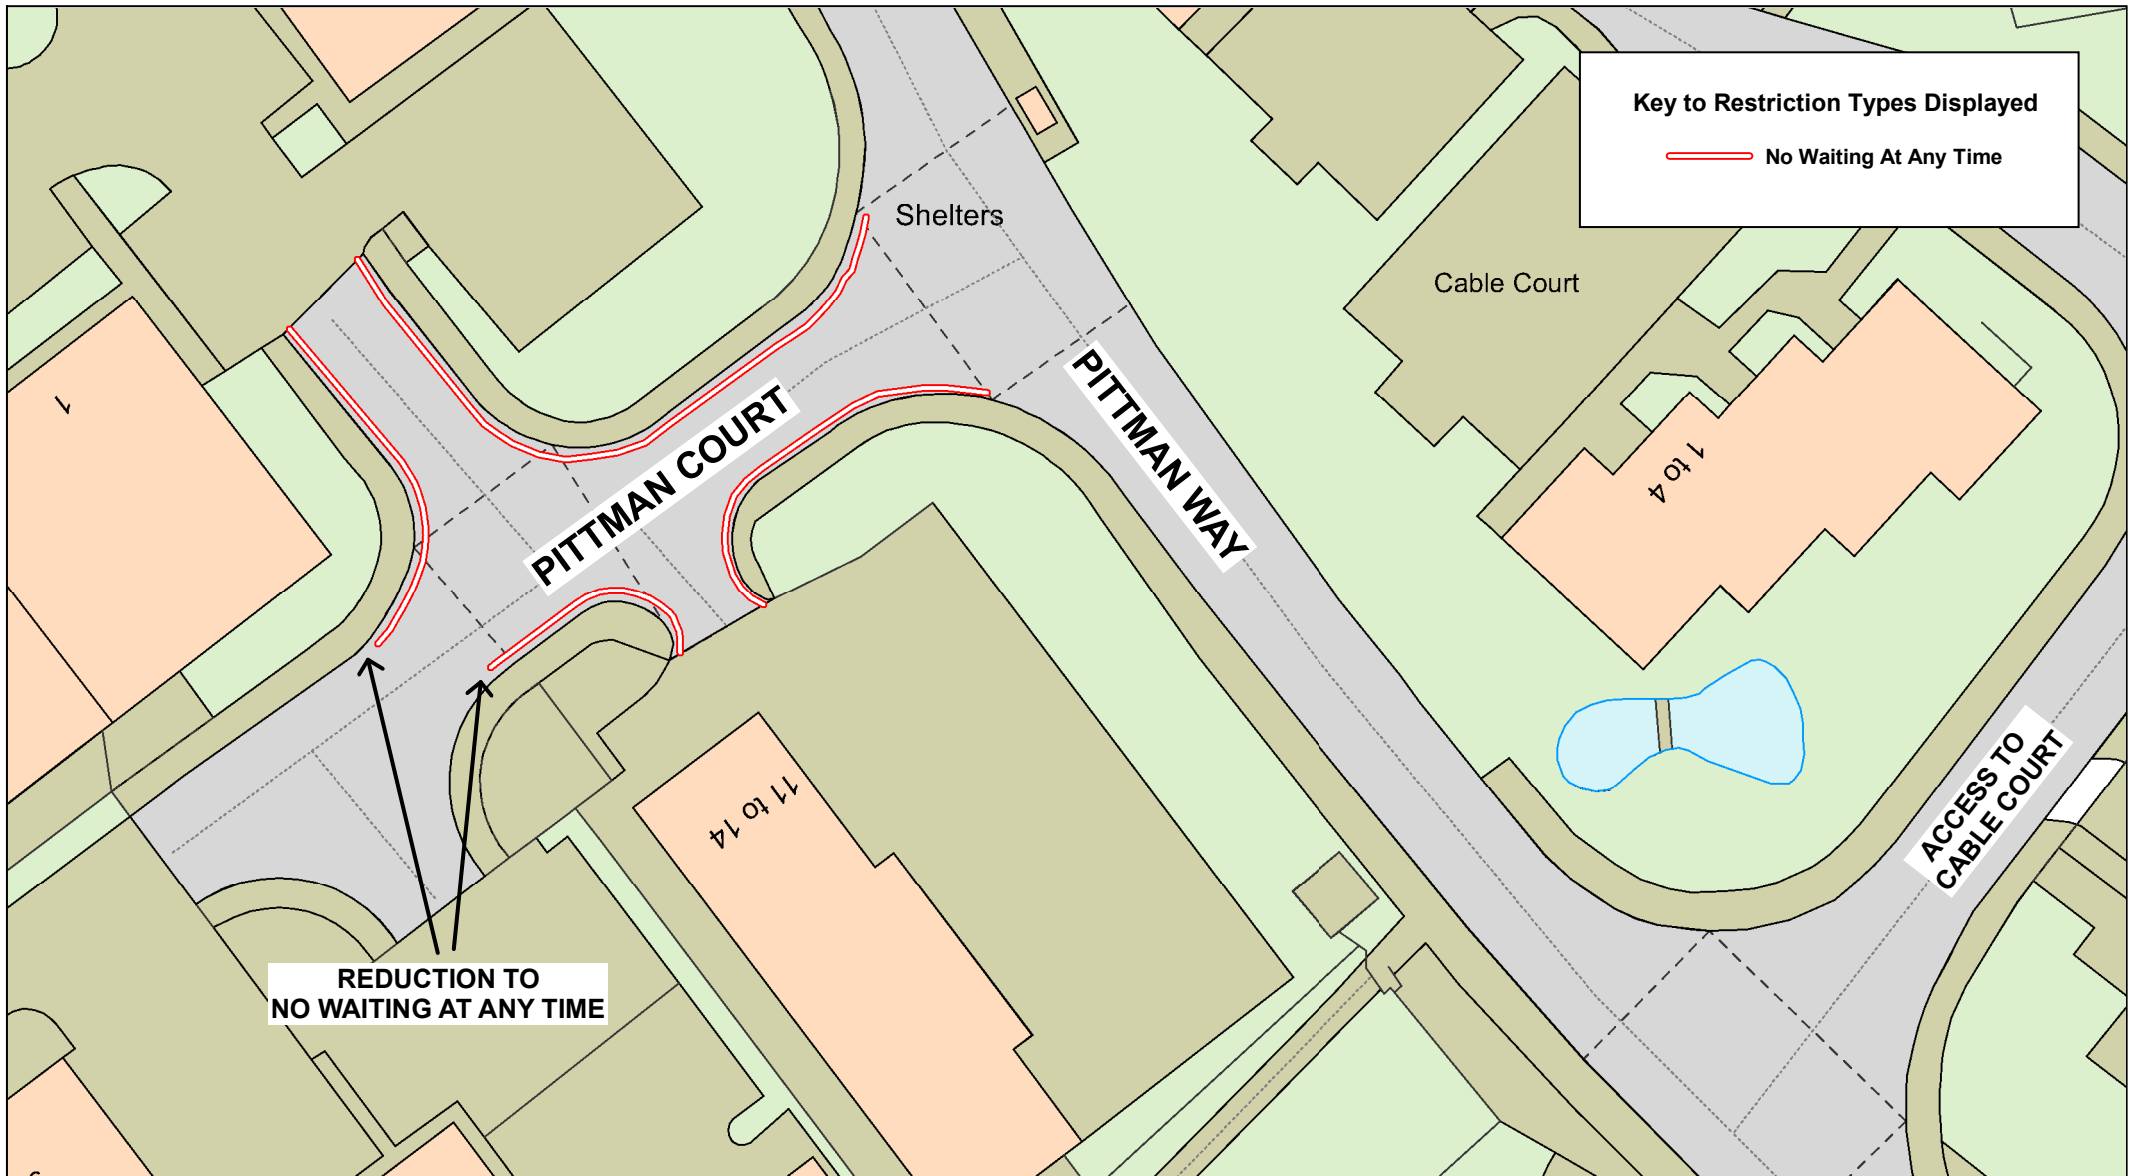 Key to Restriction Types Displayed
No Waiting At Any Time
Shelters
Cable Court
PITTMAN COURT
PITTMAN WAY
1
1 to 4
11 to 14
ACCESS TO
CABLE COURT
REDUCTION TO
NO WAITING AT ANY TIME